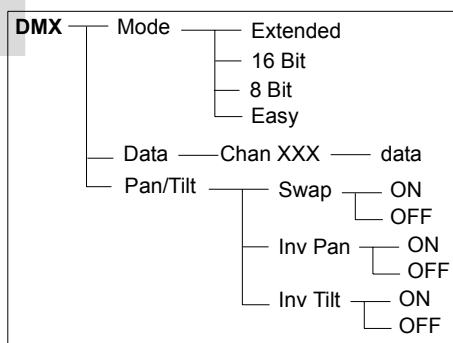 DMX Mode Extended
16 Bit
8 Bit
Easy
Data Chan XXX data
Pan/Tilt Swap ON
OFF
Inv Pan ON
OFF
Inv Tilt ON
OFF